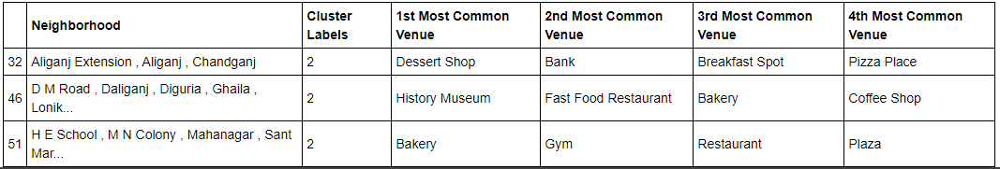 Neighborhood Cluster Labels 1st Most Common Venue 2nd Most Common Venue 3rd Most Common Venue 4th Most Common Venue
32 Aliganj Extension , Aliganj , Chandganj 2 Dessert Shop Bank Breakfast Spot Pizza Place
46 D M Road , Daliganj , Diguria , Ghaila , Lonik... 2 History Museum Fast Food Restaurant Bakery Coffee Shop
51 H E School , M N Colony , Mahanagar , Sant Mar... 2 Bakery Gym Restaurant Plaza